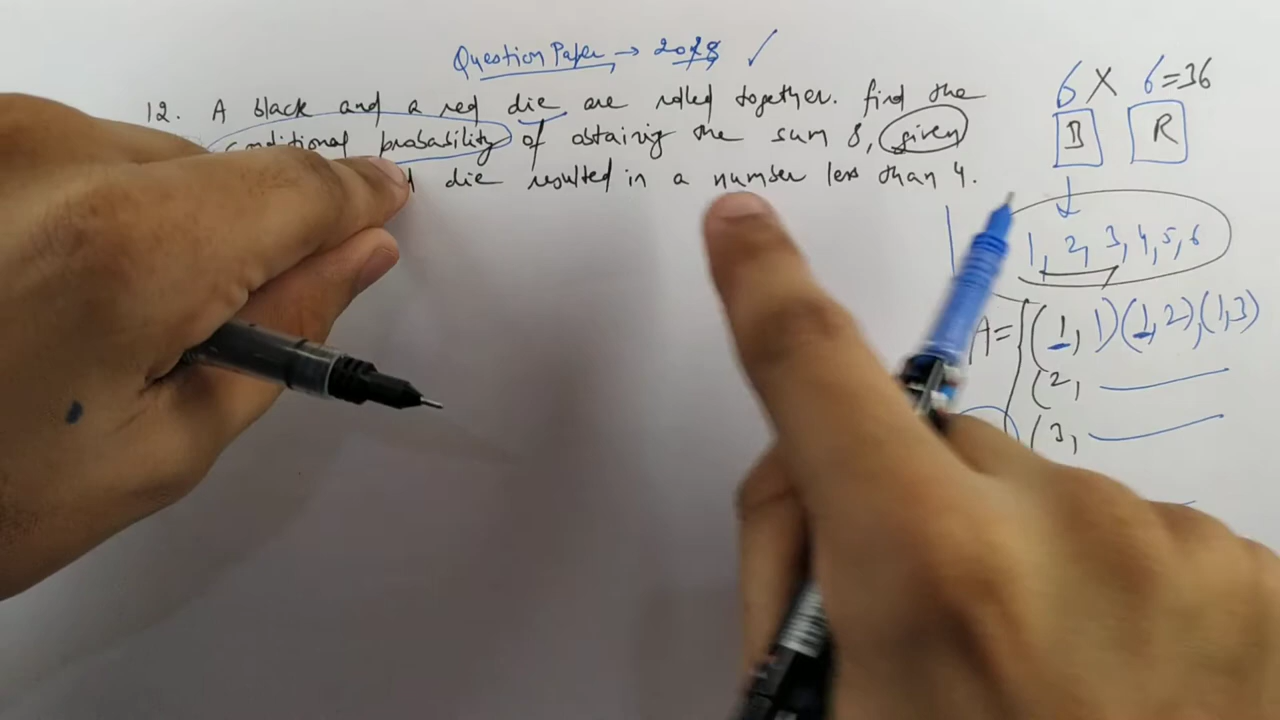 Question Paper → 2018 ✓
12. A black and a red die are rolled together. find the
conditional probability of obtaining the sum 8, given
die resulted in a number less than 4.
6 X 6=36
B R
1, 2, 3, 4, 5, 6
A={(1, 1)(1,2),(1,3)
(2,
(3,